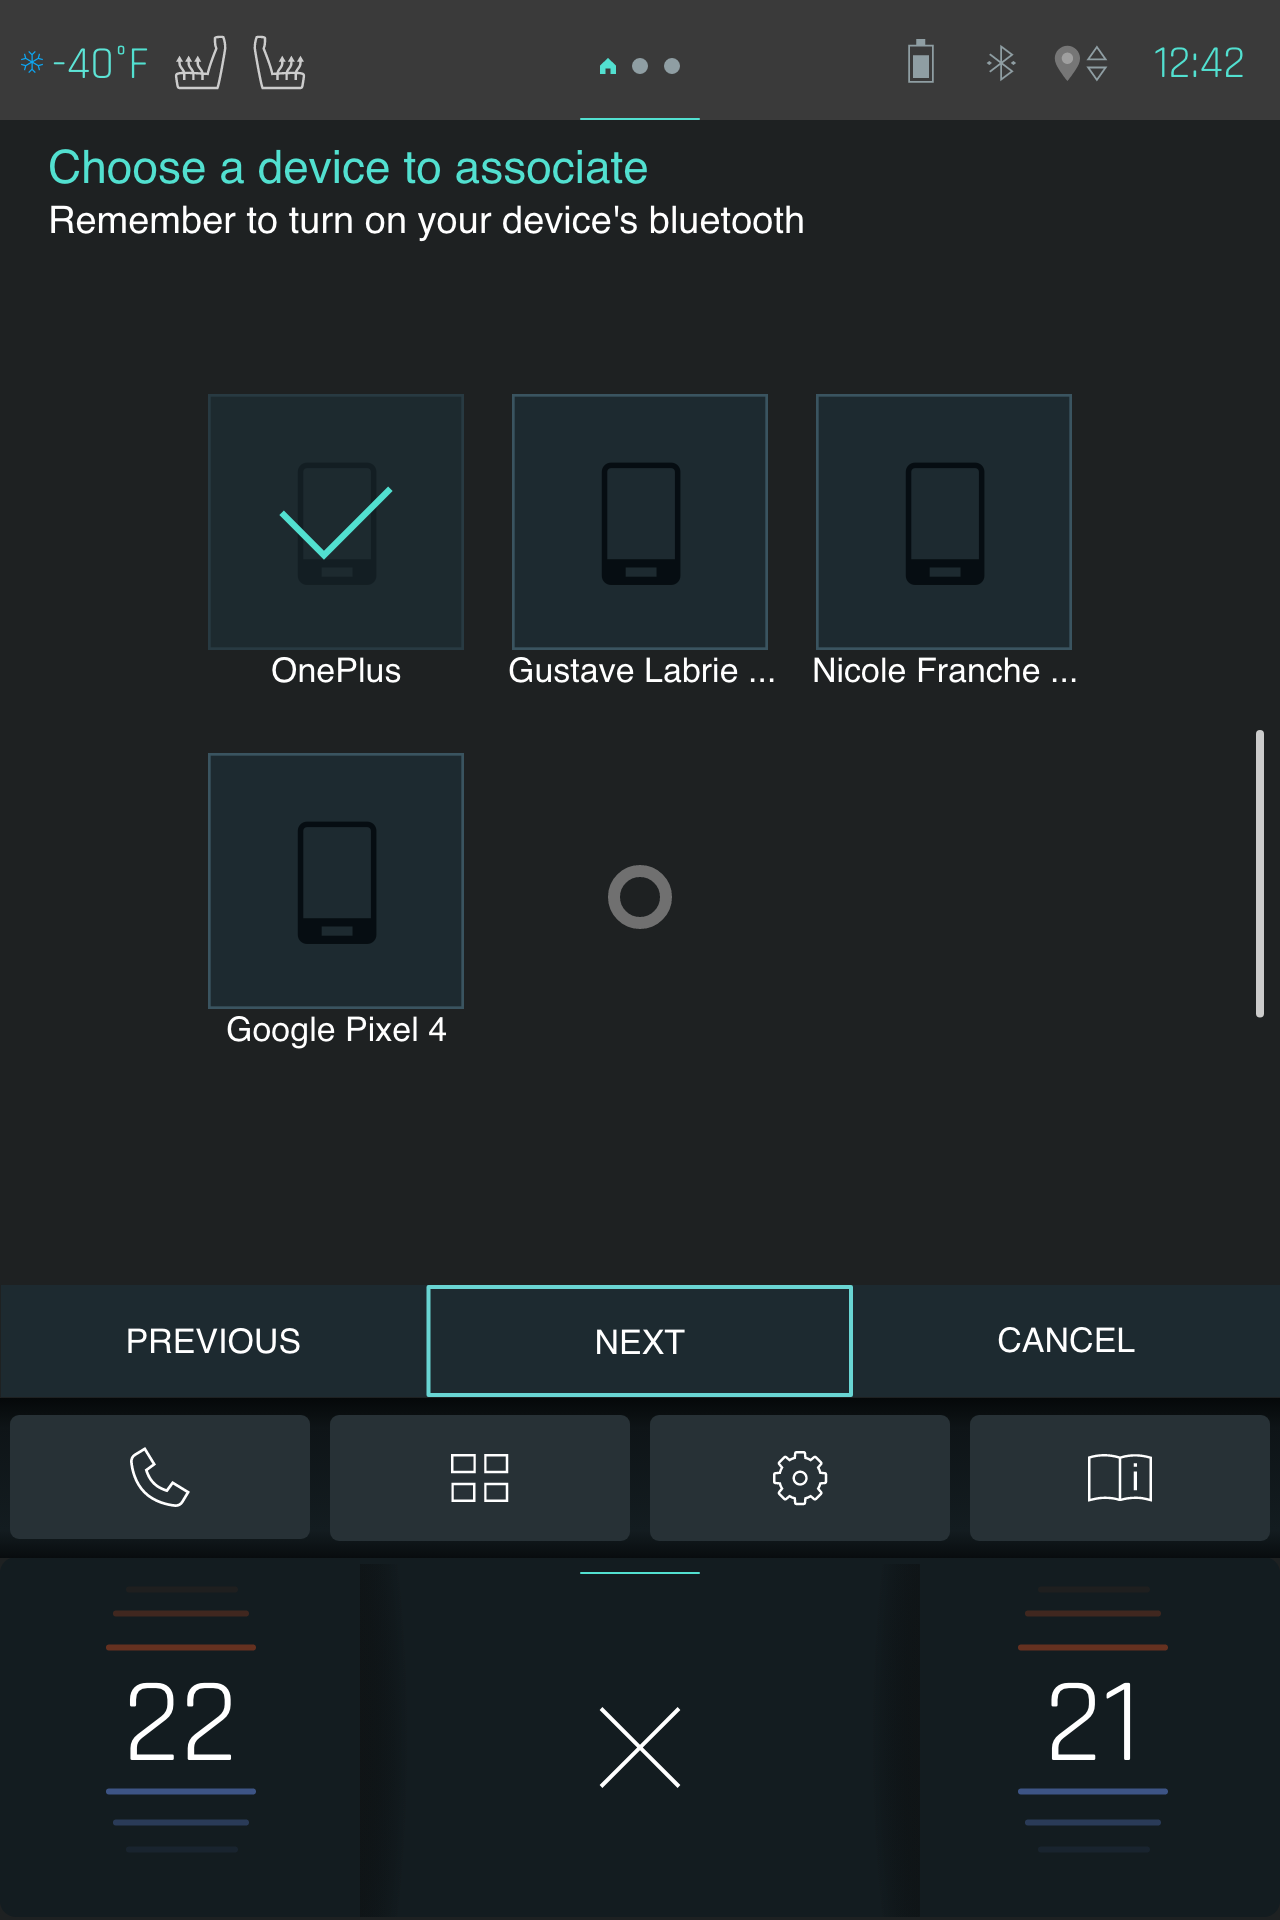 -40°F
12:42
Choose a device to associate
Remember to turn on your device's bluetooth
OnePlus
Gustave Labrie ...
Nicole Franche ...
Google Pixel 4
PREVIOUS
NEXT
CANCEL
i
22
21